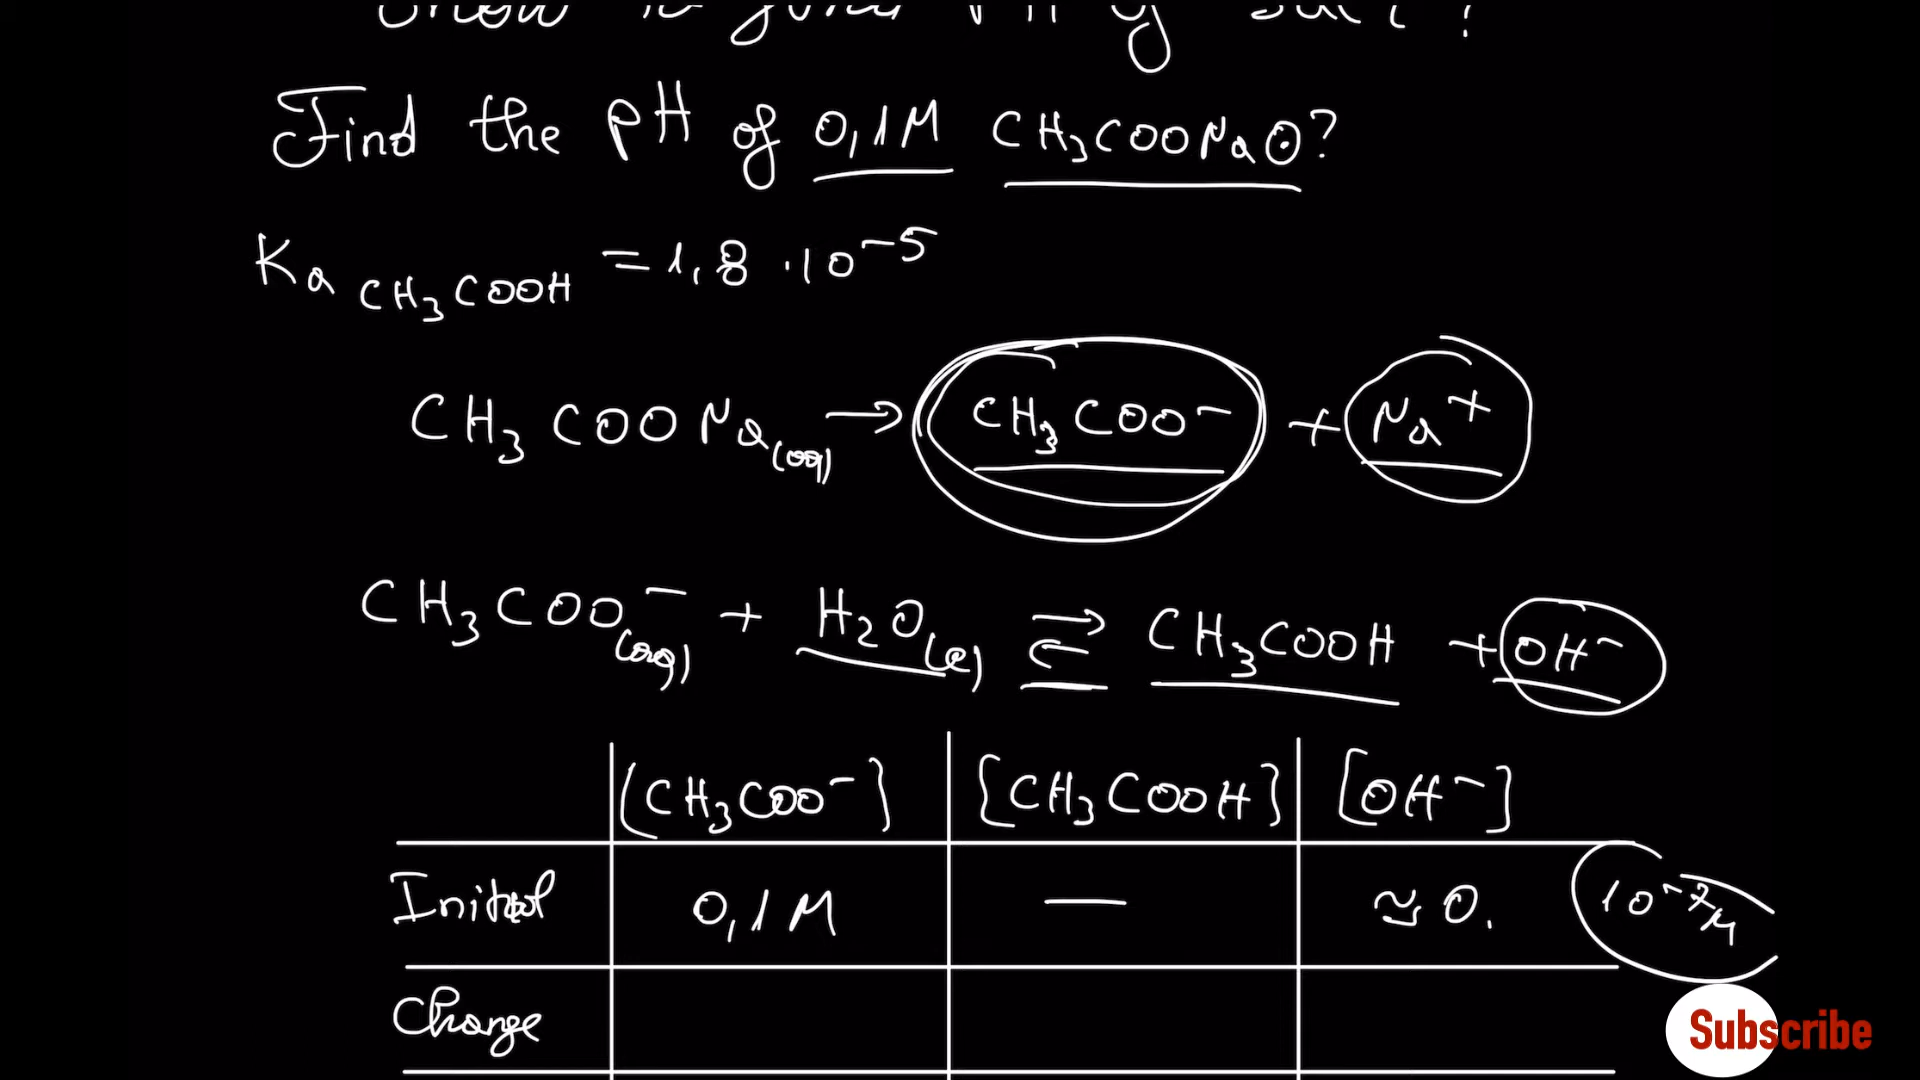 Find the pH of 0,1M CH₃COONa ?
Ka CH₃COOH = 1,8 · 10⁻⁵
CH₃COONa(aq) → CH₃COO⁻ + Na⁺
CH₃COO⁻(aq) + H₂O(l) ⇄ CH₃COOH + OH⁻
[CH₃COO⁻] [CH₃COOH] [OH⁻]
Initial 0,1M — ≈ 0. 10⁻⁷M
Change
Subscribe